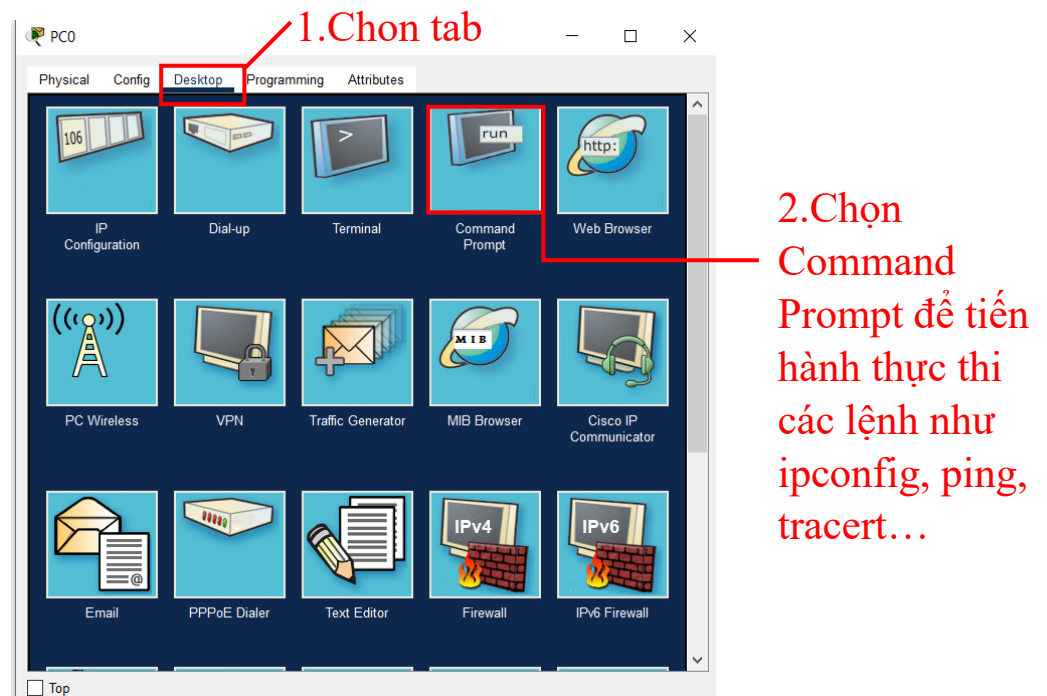 1.Chon tab
PC0
Physical Config Desktop Programming Attributes
106
>
run
http:
IP
Configuration
Dial-up
Terminal
Command
Prompt
Web Browser
2.Chọn
Command
Prompt để tiến
hành thực thi
các lệnh như
ipconfig, ping,
tracert…
((( )))
MIB
PC Wireless
VPN
Traffic Generator
MIB Browser
Cisco IP
Communicator
@
IPv4
IPv6
Email
PPPoE Dialer
Text Editor
Firewall
IPv6 Firewall
Top